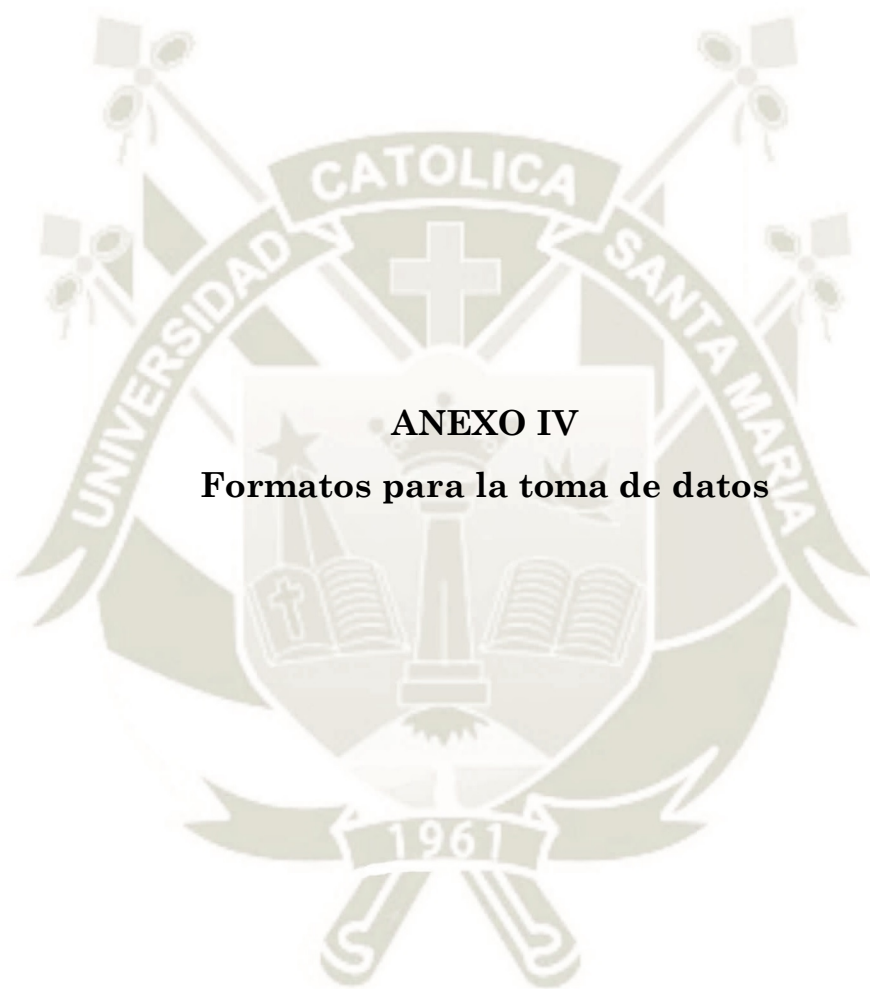 CATOLICA
UNIVERSIDAD
SANTA MARIA
ANEXO IV
Formatos para la toma de datos
1961